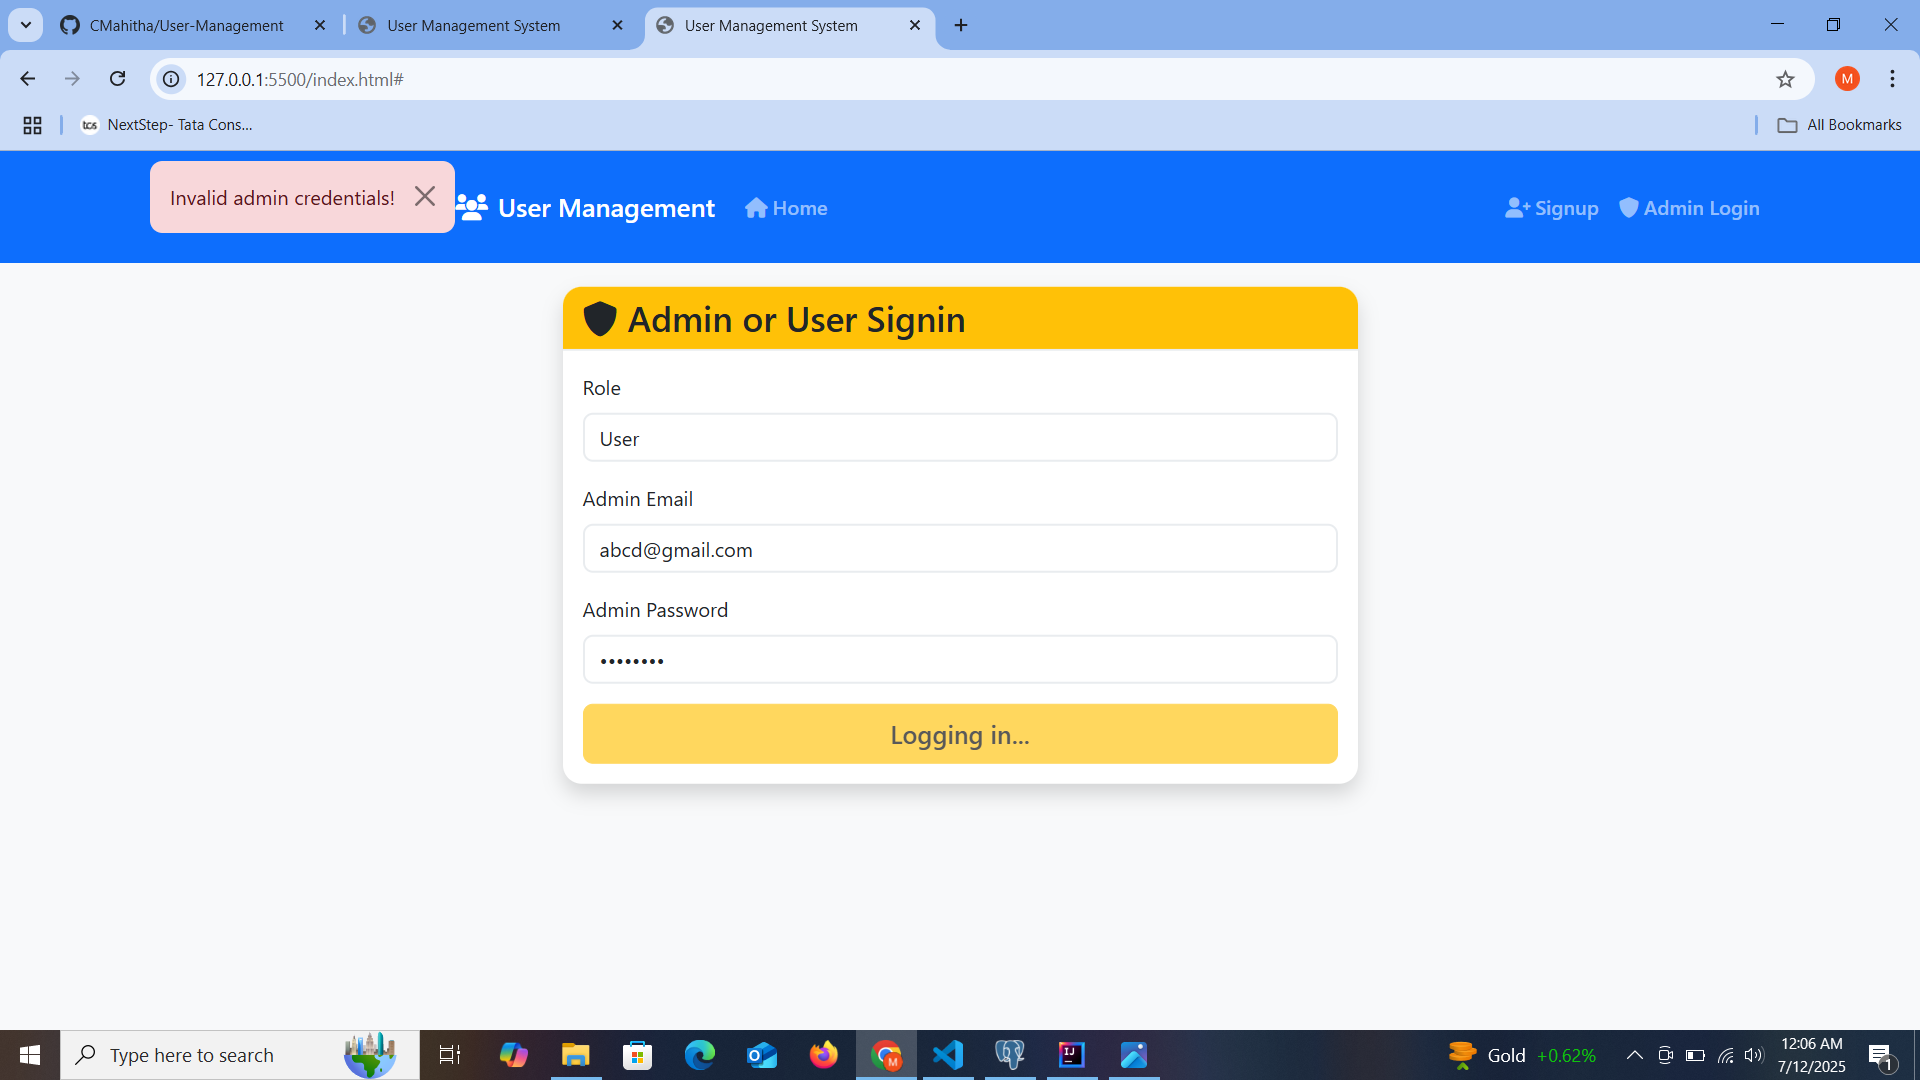 CMahitha/User-Management
User Management System
User Management System
127.0.0.1:5500/index.html#
M
tcs NextStep- Tata Cons...
All Bookmarks
Invalid admin credentials!
User Management
Home
Signup
Admin Login
Admin or User Signin
Role
User
Admin Email
abcd@gmail.com
Admin Password
••••••••
Logging in...
Type here to search
M
Gold +0.62%
12:06 AM
7/12/2025
1